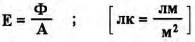 Е = Ф/А ; [ лк = лм/м² ]